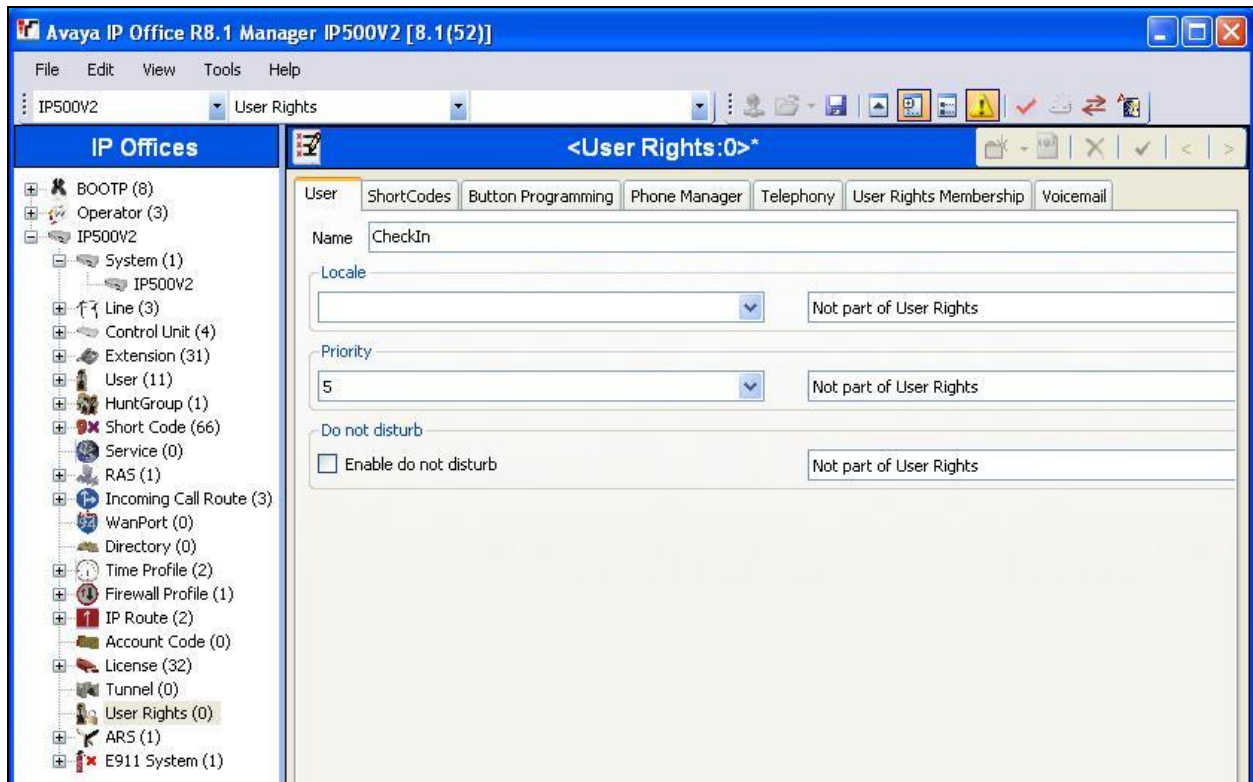 Avaya IP Office R8.1 Manager IP500V2 [8.1(52)]
File Edit View Tools Help
IP500V2 User Rights
IP Offices
<User Rights:0>*
BOOTP (8)
Operator (3)
IP500V2
System (1)
IP500V2
Line (3)
Control Unit (4)
Extension (31)
User (11)
HuntGroup (1)
Short Code (66)
Service (0)
RAS (1)
Incoming Call Route (3)
WanPort (0)
Directory (0)
Time Profile (2)
Firewall Profile (1)
IP Route (2)
Account Code (0)
License (32)
Tunnel (0)
User Rights (0)
ARS (1)
E911 System (1)
User ShortCodes Button Programming Phone Manager Telephony User Rights Membership Voicemail
Name CheckIn
Locale
Not part of User Rights
Priority
5 Not part of User Rights
Do not disturb
Enable do not disturb Not part of User Rights